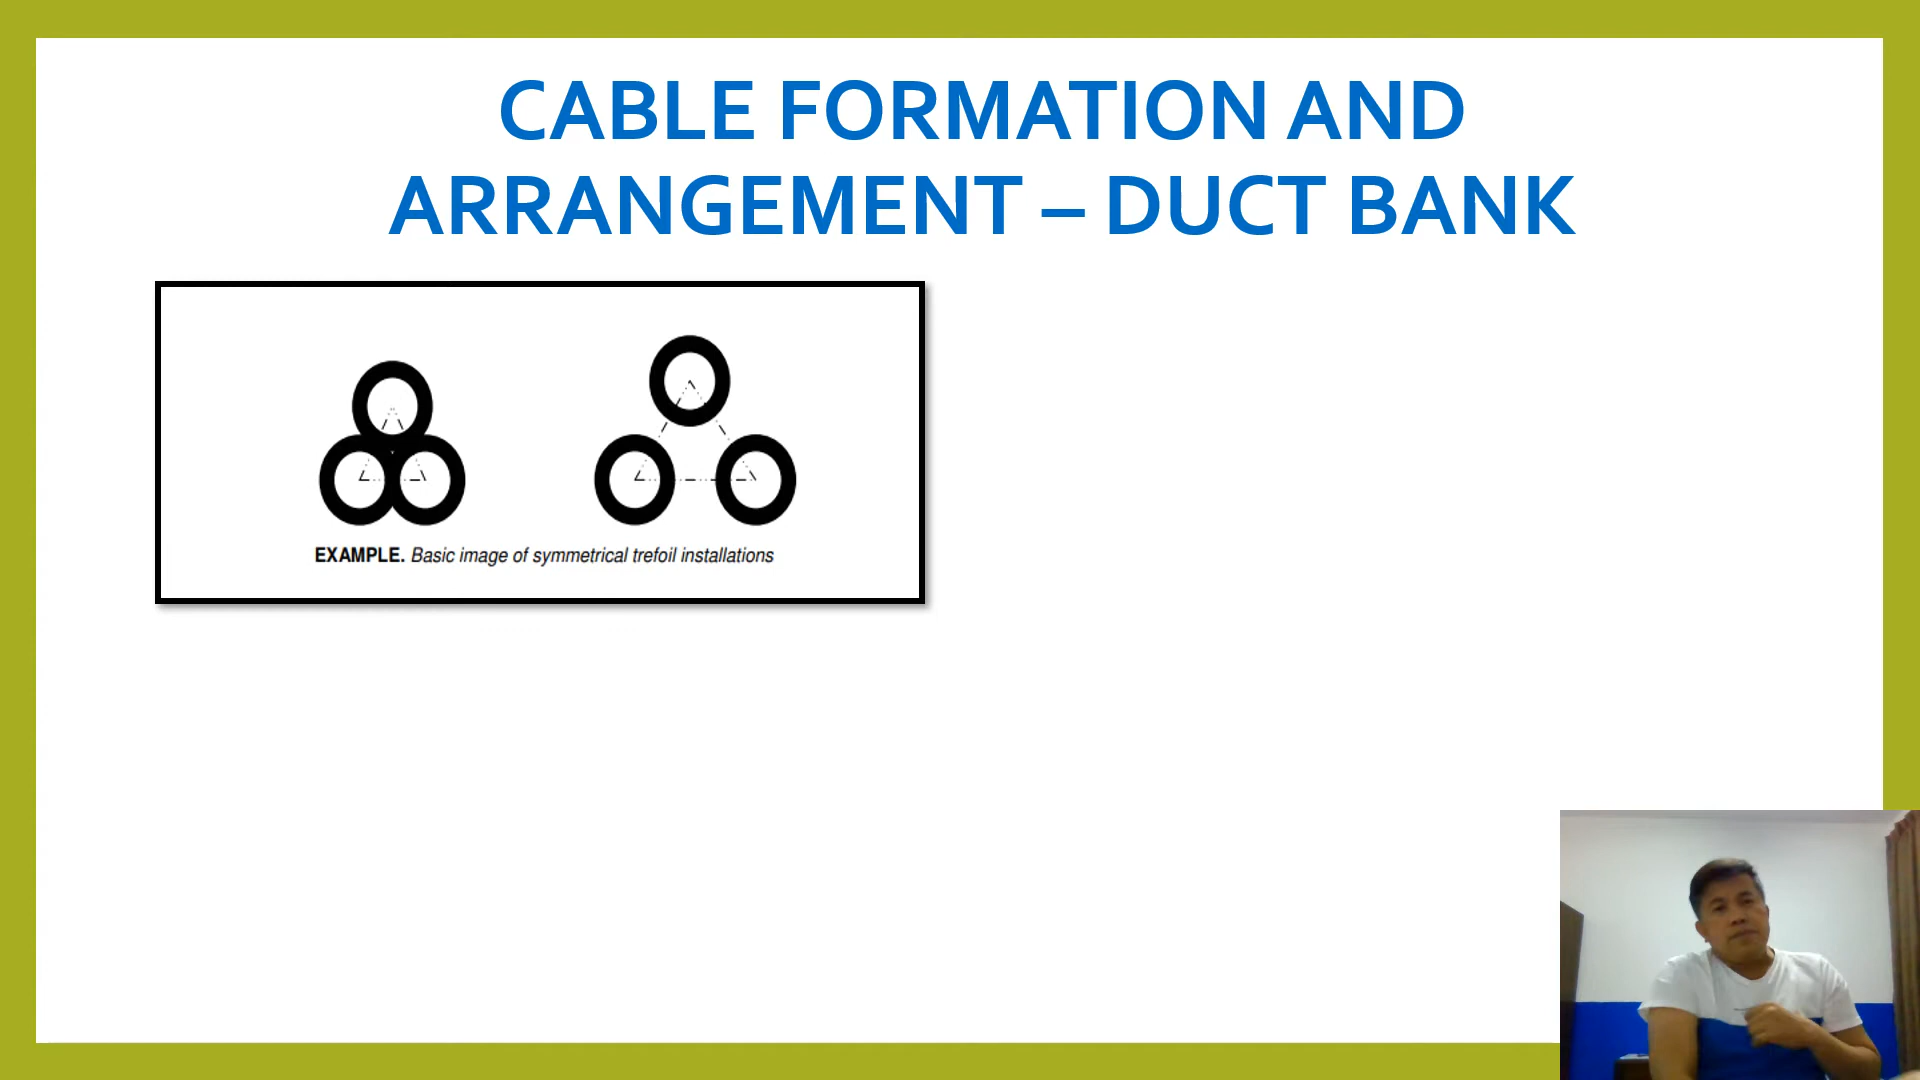 CABLE FORMATION AND
ARRANGEMENT – DUCT BANK
EXAMPLE. Basic image of symmetrical trefoil installations